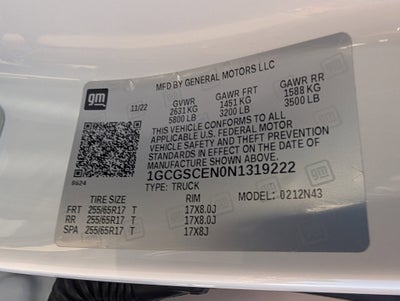 MFD BY GENERAL MOTORS LLC
gm
11/22
GVWR GAWR FRT GAWR RR
2631 KG 1451 KG 1588 KG
5800 LB 3200 LB 3500 LB
THIS VEHICLE CONFORMS TO ALL
APPLICABLE U.S. FEDERAL MOTOR
VEHICLE SAFETY AND THEFT PREVENTION
STANDARDS IN EFFECT ON THE DATE OF
MANUFACTURE SHOWN ABOVE.
1GCGSCEN0N1319222
8624
TYPE: TRUCK MODEL: 0212N43
TIRE SIZE RIM
FRT 255/65R17 T 17X8.0J
RR 255/65R17 T 17X8.0J
SPA 255/65R17 T 17X8J